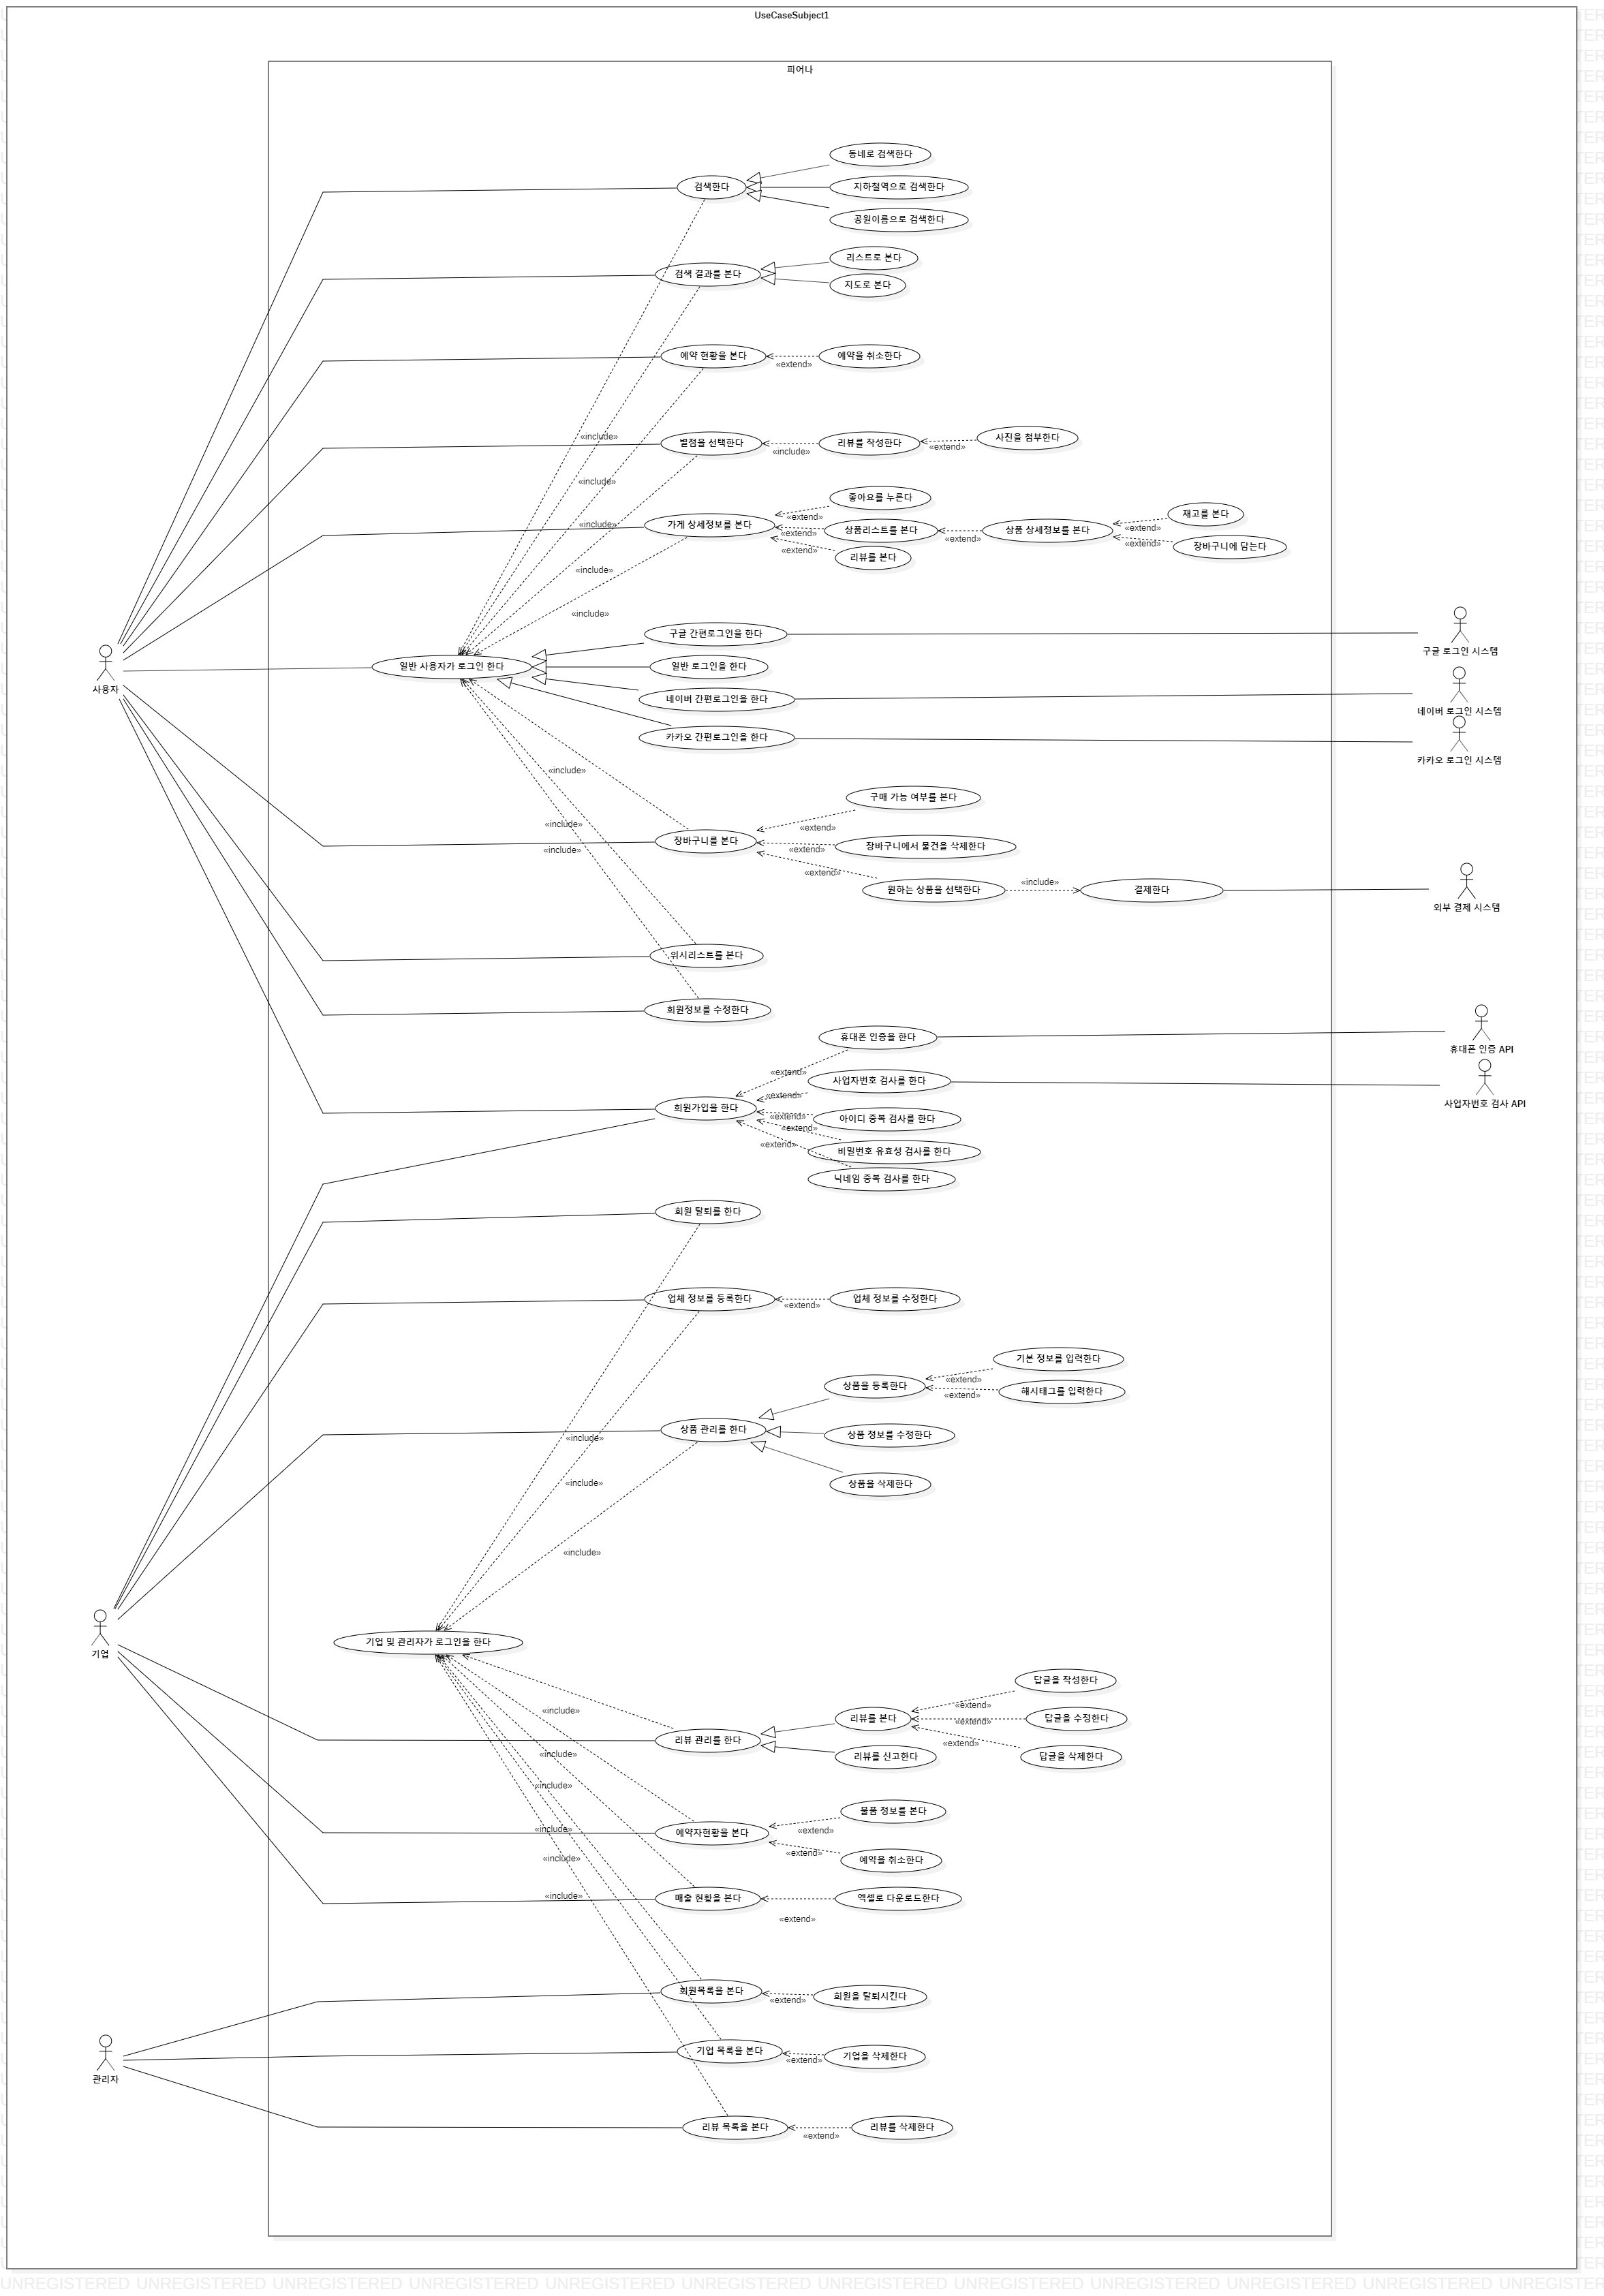 UseCaseSubject1
피어나
동네로 검색한다
검색한다
지하철역으로 검색한다
공원이름으로 검색한다
리스트로 본다
검색 결과를 본다
지도로 본다
예약 현황을 본다
«extend»
예약을 취소한다
«include»
별점을 선택한다
«include»
리뷰를 작성한다
«extend»
사진을 첨부한다
«include»
좋아요를 누른다
«extend»
재고를 본다
«include»
가게 상세정보를 본다
«extend»
상품리스트를 본다
«extend»
상품 상세정보를 본다
«extend»
«extend»
장바구니에 담는다
«extend»
리뷰를 본다
«include»
«include»
구글 간편로그인을 한다
구글 로그인 시스템
사용자
일반 사용자가 로그인 한다
일반 로그인을 한다
네이버 간편로그인을 한다
네이버 로그인 시스템
카카오 간편로그인을 한다
카카오 로그인 시스템
«include»
구매 가능 여부를 본다
«include»
«extend»
장바구니를 본다
«include»
«extend»
장바구니에서 물건을 삭제한다
«extend»
원하는 상품을 선택한다
«include»
결제한다
외부 결제 시스템
위시리스트를 본다
회원정보를 수정한다
휴대폰 인증을 한다
휴대폰 인증 API
«extend»
사업자번호 검사를 한다
«extend»
사업자번호 검사 API
회원가입을 한다
«extend»
아이디 중복 검사를 한다
«extend»
«extend»
비밀번호 유효성 검사를 한다
닉네임 중복 검사를 한다
회원 탈퇴를 한다
업체 정보를 등록한다
«extend»
업체 정보를 수정한다
기본 정보를 입력한다
상품을 등록한다
«extend»
«extend»
해시태그를 입력한다
상품 관리를 한다
«include»
상품 정보를 수정한다
«include»
상품을 삭제한다
«include»
기업
기업 및 관리자가 로그인을 한다
답글을 작성한다
«include»
리뷰를 본다
«extend»
«extend»
답글을 수정한다
리뷰 관리를 한다
«extend»
«include»
리뷰를 신고한다
답글을 삭제한다
«include»
물품 정보를 본다
«include»
예약자현황을 본다
«extend»
«extend»
«include»
예약을 취소한다
«include»
매출 현황을 본다
엑셀로 다운로드한다
«extend»
회원목록을 본다
«extend»
회원을 탈퇴시킨다
관리자
기업 목록을 본다
«extend»
기업을 삭제한다
리뷰 목록을 본다
«extend»
리뷰를 삭제한다
UNREGISTERED UNREGISTERED UNREGISTERED UNREGISTERED UNREGISTERED UNREGISTERED UNREGISTERED UNREGISTERED UNREGISTERED UNREGISTERED UNREGISTERED